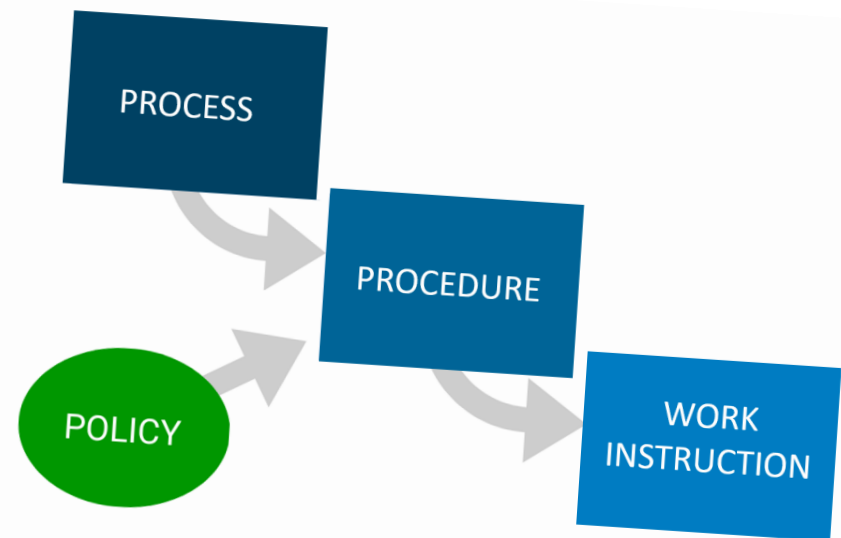 PROCESS
PROCEDURE
POLICY
WORK
INSTRUCTION